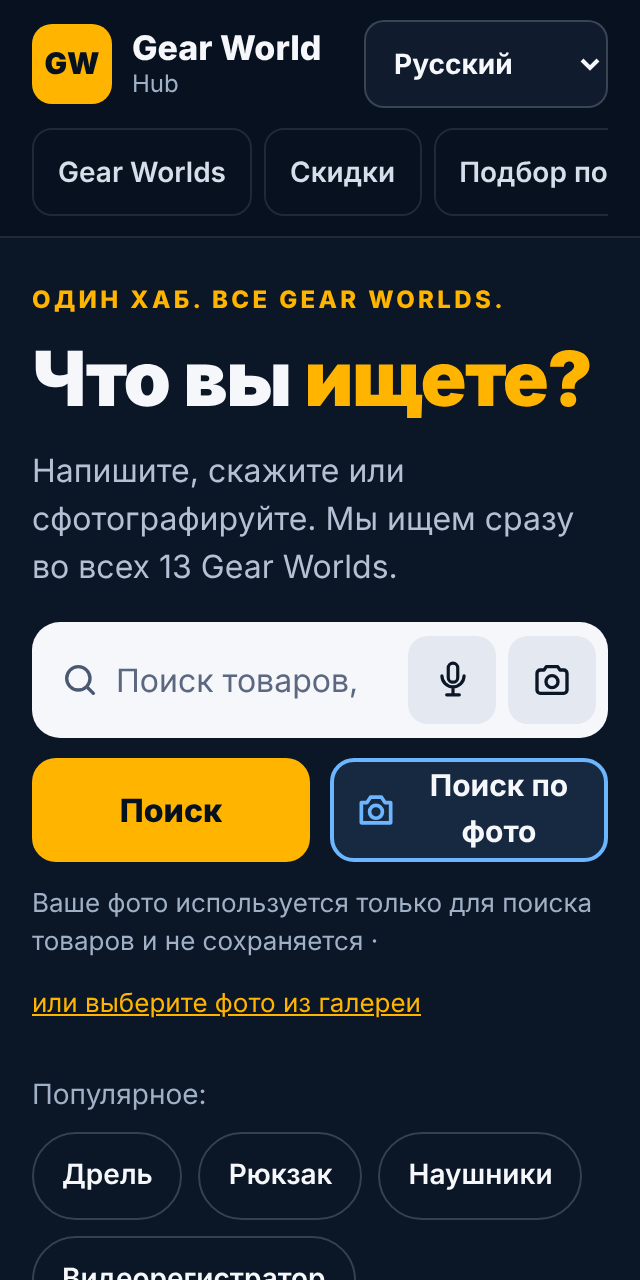 GW
Gear World
Hub
Русский
Gear Worlds
Скидки
Подбор по
ОДИН ХАБ. ВСЕ GEAR WORLDS.
Что вы ищете?
Напишите, скажите или
сфотографируйте. Мы ищем сразу
во всех 13 Gear Worlds.
Поиск товаров,
Поиск
Поиск по
фото
Ваше фото используется только для поиска
товаров и не сохраняется ·
или выберите фото из галереи
Популярное:
Дрель
Рюкзак
Наушники
Видеорегистратор